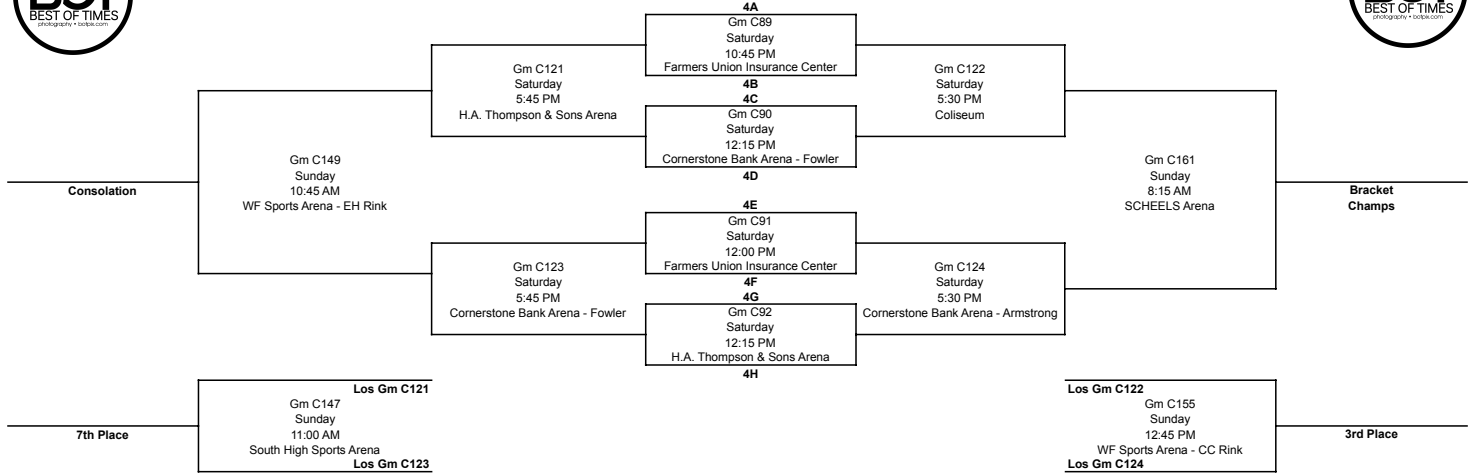 BEST OF TIMES
photography • botpix.com
BEST OF TIMES
photography • botpix.com
4A
Gm C89
Saturday
10:45 PM
Farmers Union Insurance Center
4B
4C
Gm C90
Saturday
12:15 PM
Cornerstone Bank Arena - Fowler
4D
4E
Gm C91
Saturday
12:00 PM
Farmers Union Insurance Center
4F
4G
Gm C92
Saturday
12:15 PM
H.A. Thompson & Sons Arena
4H
Gm C121
Saturday
5:45 PM
H.A. Thompson & Sons Arena
Gm C123
Saturday
5:45 PM
Cornerstone Bank Arena - Fowler
Gm C149
Sunday
10:45 AM
WF Sports Arena - EH Rink
Consolation
Gm C122
Saturday
5:30 PM
Coliseum
Gm C124
Saturday
5:30 PM
Cornerstone Bank Arena - Armstrong
Gm C161
Sunday
8:15 AM
SCHEELS Arena
Bracket
Champs
Los Gm C121
Gm C147
Sunday
11:00 AM
South High Sports Arena
Los Gm C123
7th Place
Los Gm C122
Gm C155
Sunday
12:45 PM
WF Sports Arena - CC Rink
Los Gm C124
3rd Place